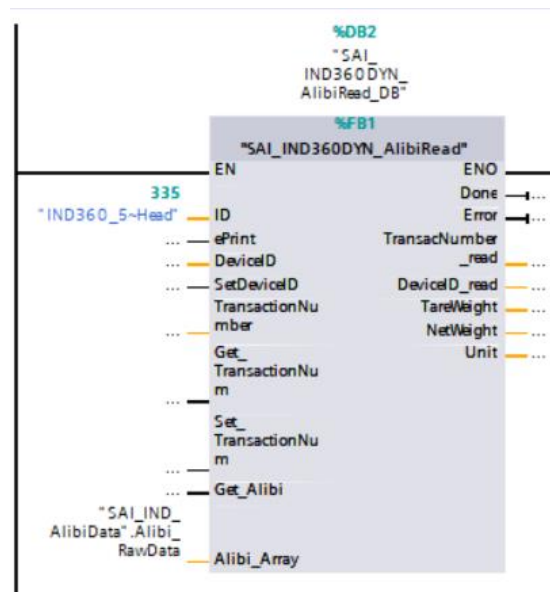 %DB2
"SAI_
IND360DYN_
AlibiRead_DB"
%FB1
"SAI_IND360DYN_AlibiRead"
EN
ENO
335
Done
...
"IND360_5~Head"
ID
Error
...
...
ePrint
TransacNumber
_read
...
...
DeviceID
...
SetDeviceID
DeviceID_read
...
TransactionNu
mber
...
TareWeight
...
NetWeight
...
Get_
TransactionNu
m
...
Unit
...
Set_
TransactionNu
m
...
...
Get_Alibi
"SAI_IND_
AlibiData".Alibi_
RawData
Alibi_Array